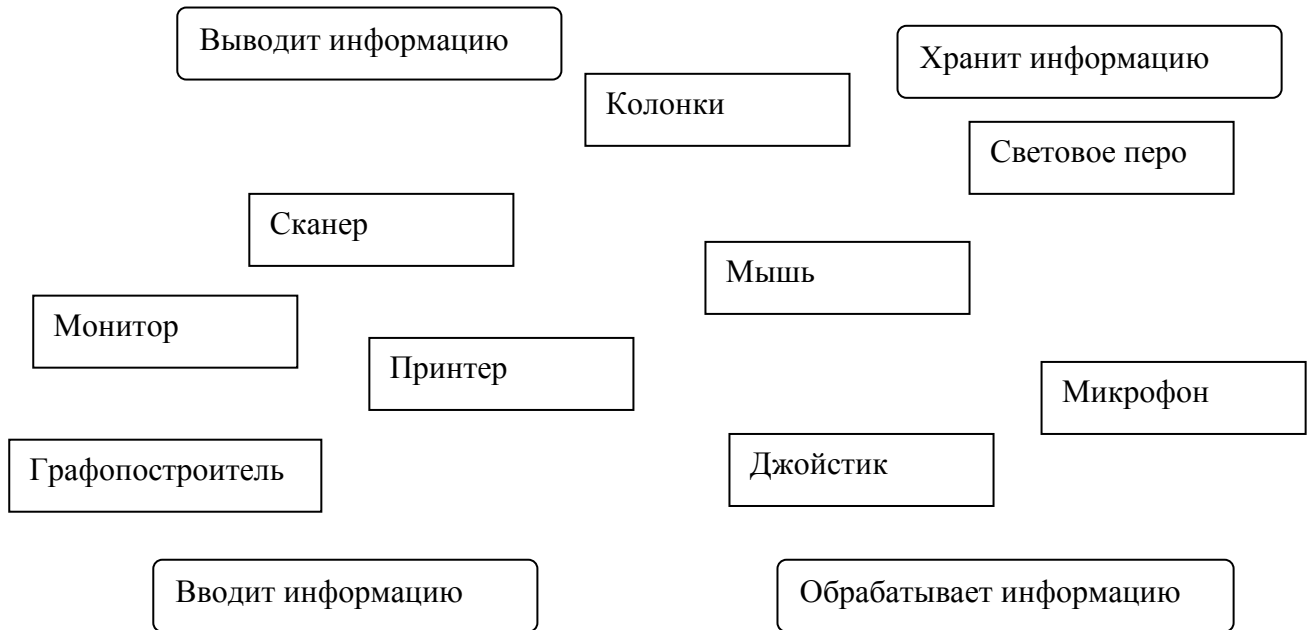 Выводит информацию
Хранит информацию
Колонки
Световое перо
Сканер
Мышь
Монитор
Принтер
Микрофон
Графопостроитель
Джойстик
Вводит информацию
Обрабатывает информацию